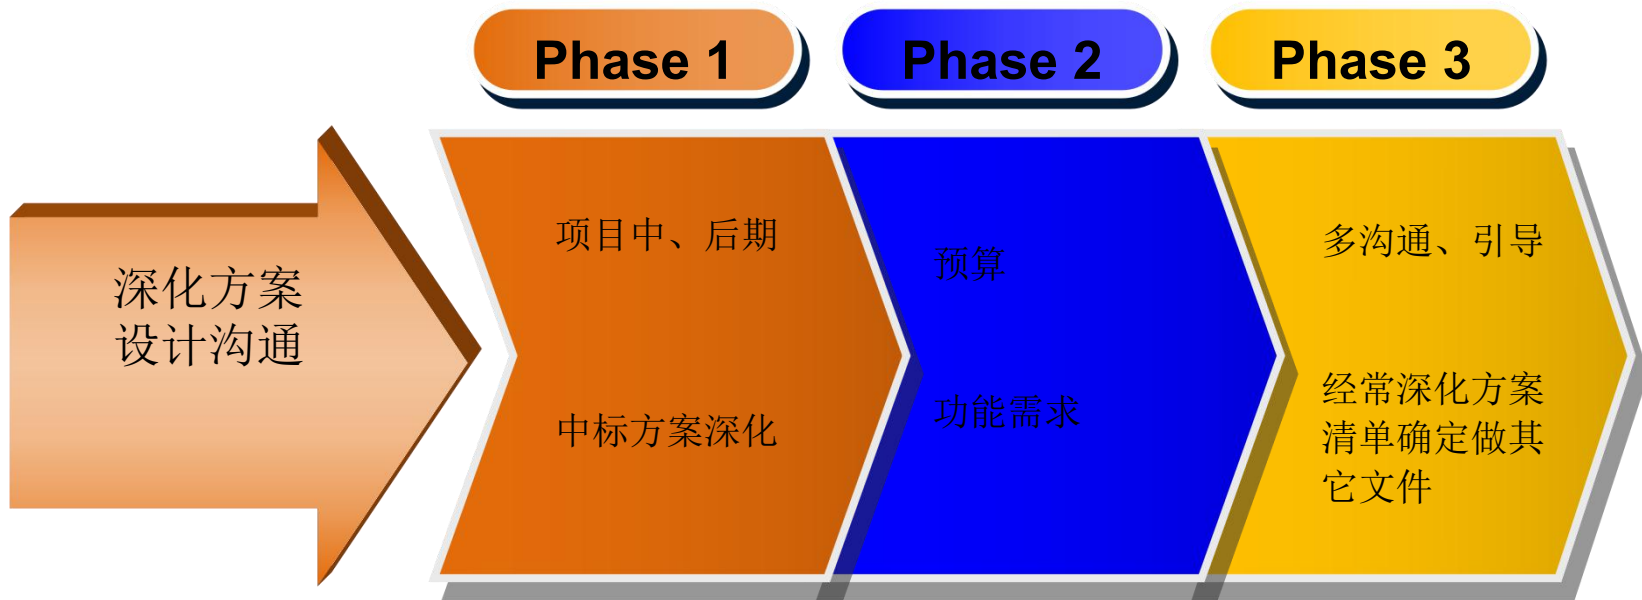 Phase 1
Phase 2
Phase 3
深化方案
设计沟通
项目中、后期
中标方案深化
预算
功能需求
多沟通、引导
经常深化方案
清单确定做其
它文件